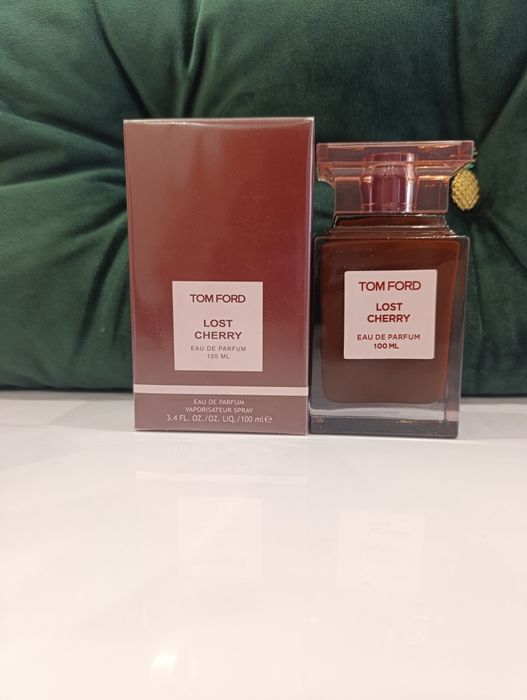 TOM FORD
LOST
CHERRY
EAU DE PARFUM
100 ML
EAU DE PARFUM
VAPORISATEUR SPRAY
3.4 FL. OZ./OZ. LIQ./100 ml e
TOM FORD
LOST
CHERRY
EAU DE PARFUM
100 ML